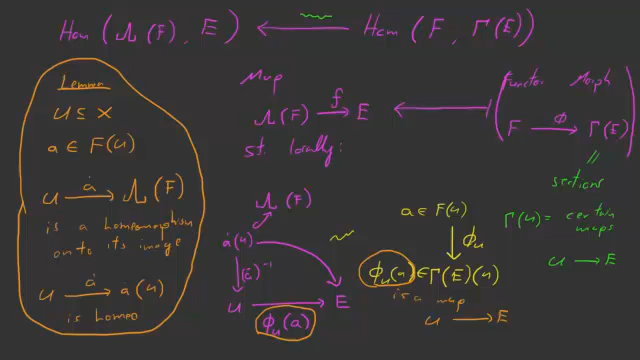 Hom (Λ(F), E) ⟵ Hom (F, Γ(E))
Lemma
U ⊆ X
a ∈ F(U)
U —ȧ→ Λ(F)
is a homeomorphism
onto its image
U —ȧ→ a(U)
is homeo
Map
Λ(F) —f→ E
st. locally:
Λ(F)
ȧ(U)
(ȧ)⁻¹
U ⟶ E
ϕ_U(a)
Functor Morph
F —ϕ→ Γ(E)
=
sections
Γ(U) = certain
maps
U → E
a ∈ F(U)
ϕ_U
ϕ_U(a) ∈ Γ(E)(U)
is a map
U ⟶ E